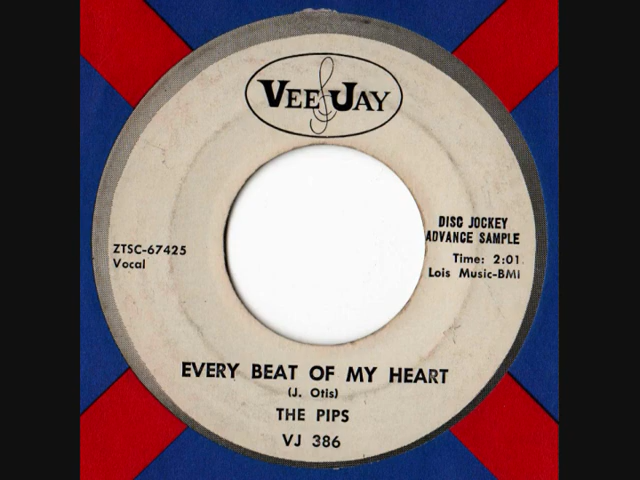 VEE JAY
DISC JOCKEY
ADVANCE SAMPLE
ZTSC-67425
Vocal
Time: 2:01
Lois Music-BMI
EVERY BEAT OF MY HEART
(J. Otis)
THE PIPS
VJ 386